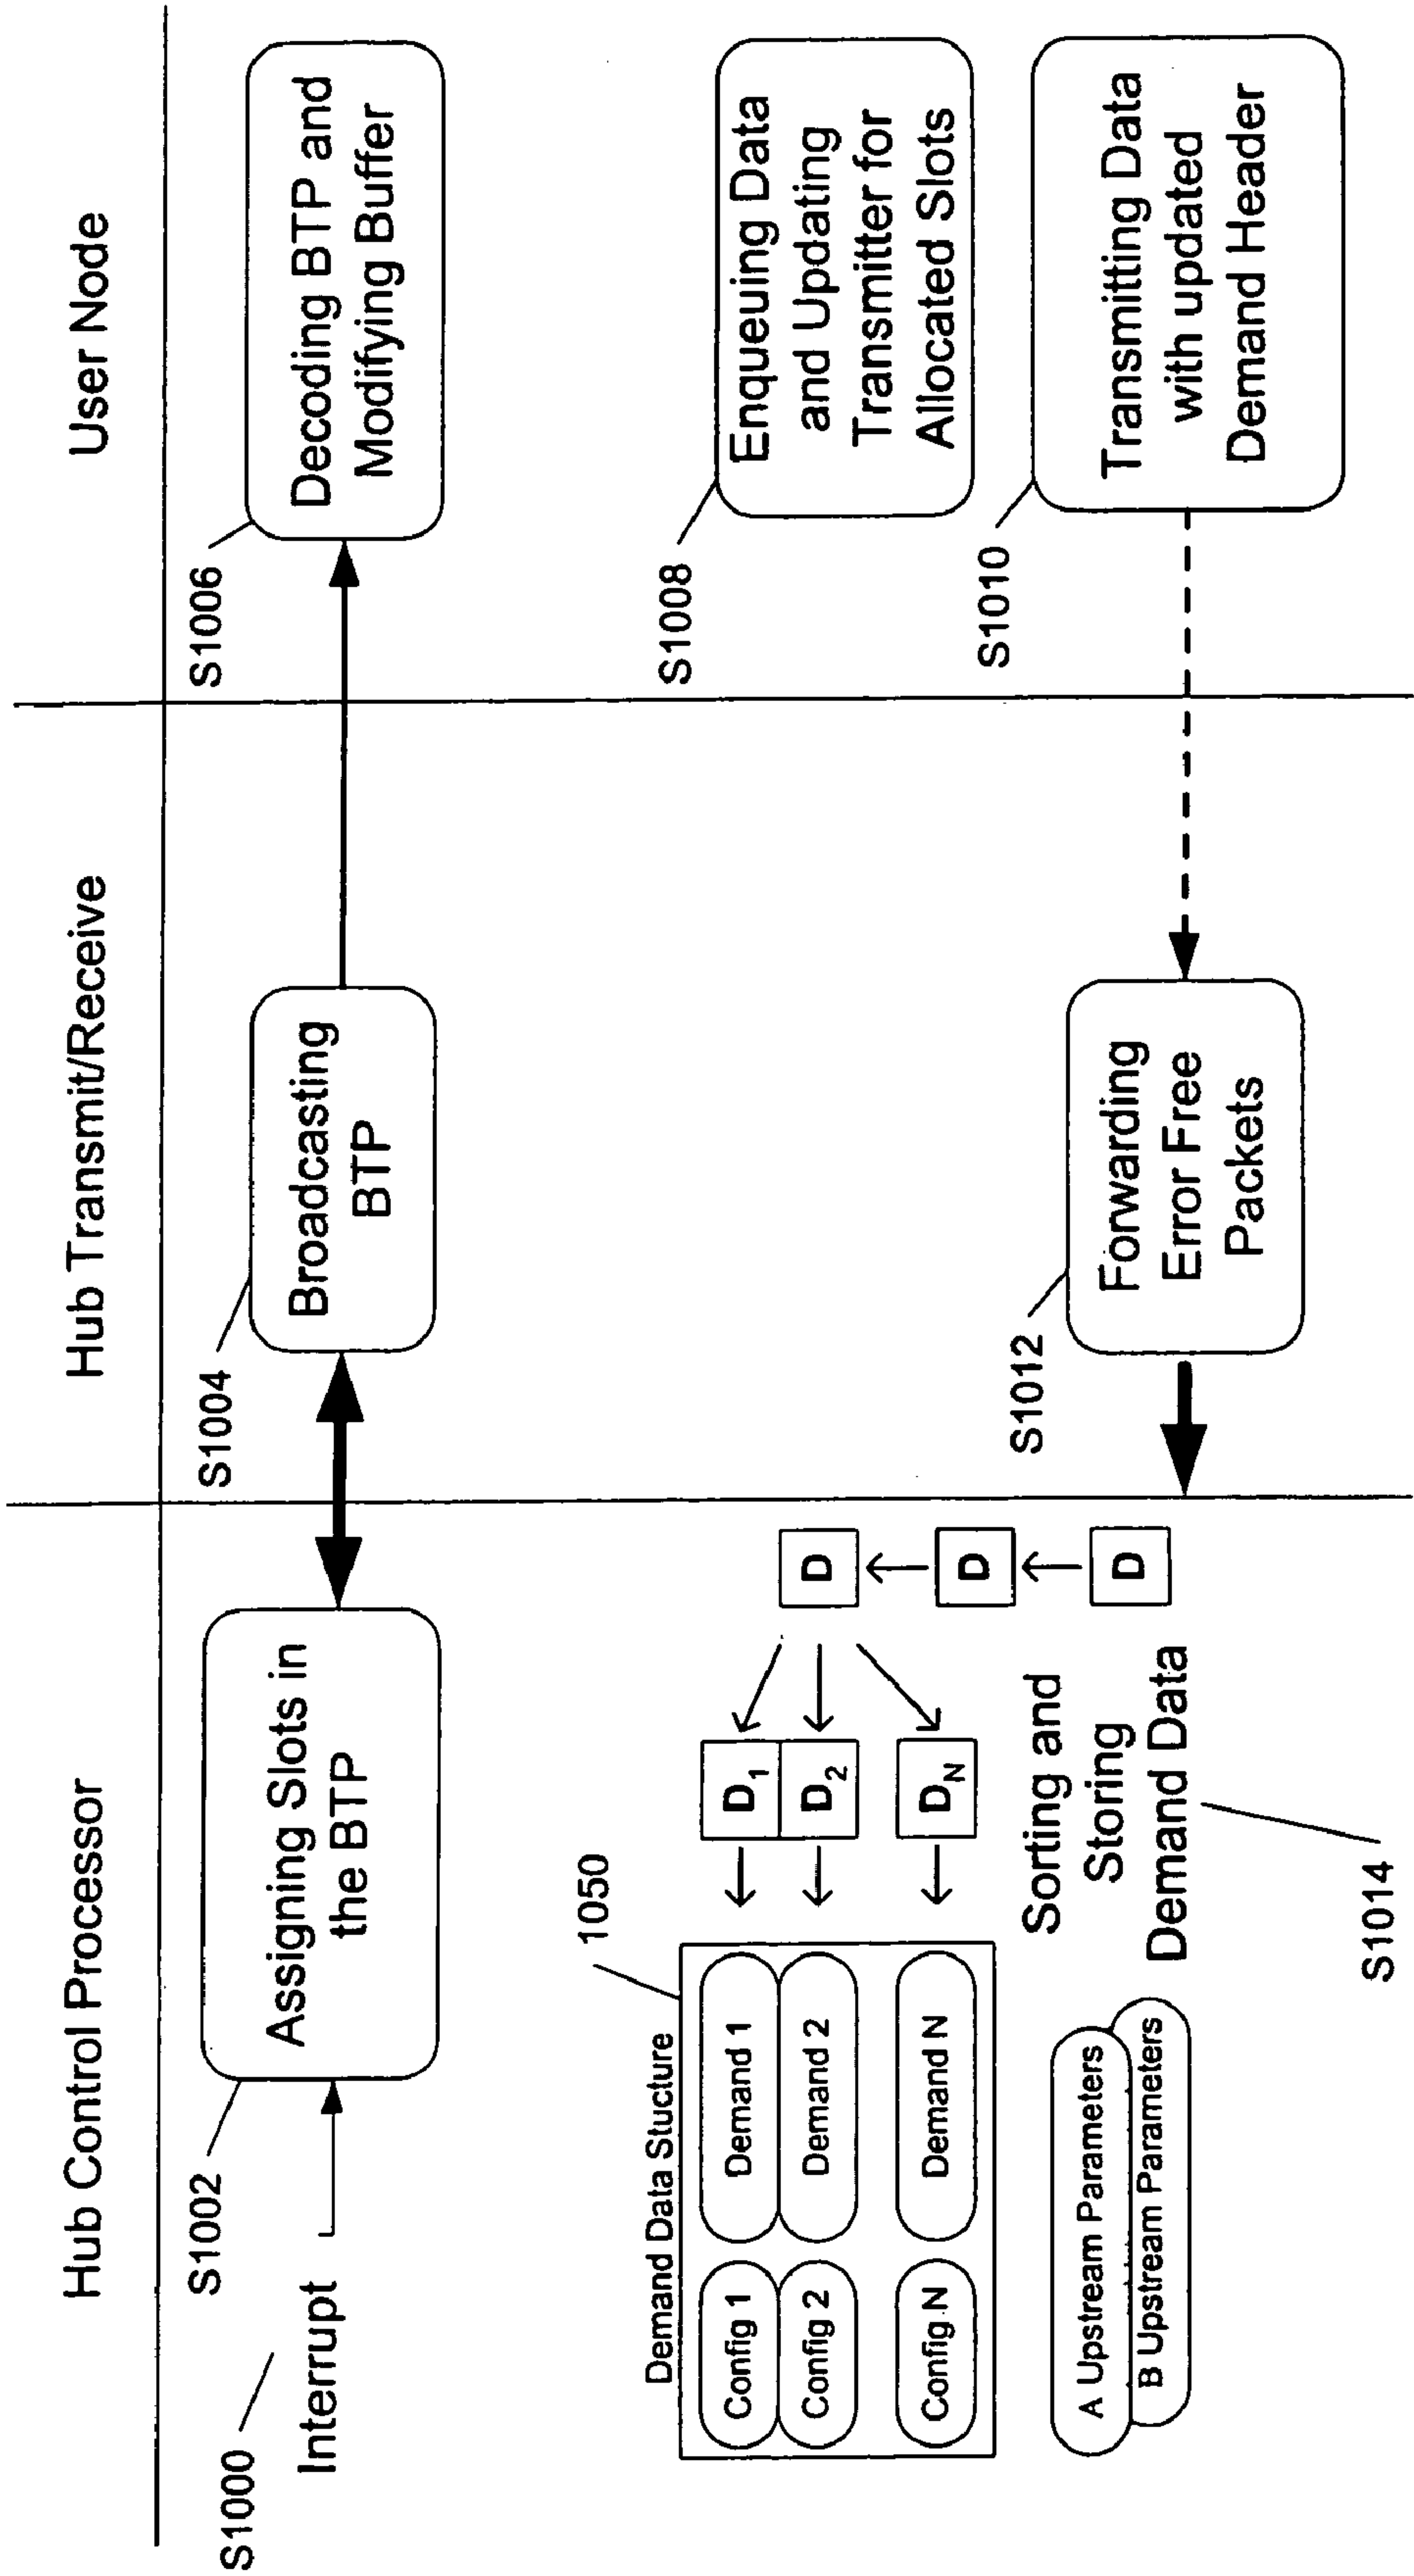 Hub Control Processor
Hub Transmit/Receive
User Node
S1000
Interrupt
S1002
Assigning Slots in
the BTP
S1004
Broadcasting
BTP
S1006
Decoding BTP and
Modifying Buffer
S1008
Enqueuing Data
and Updating
Transmitter for
Allocated Slots
S1010
Transmitting Data
with updated
Demand Header
S1012
Forwarding
Error Free
Packets
Demand Data Stucture
1050
Config 1
Demand 1
D1
Config 2
Demand 2
D2
Config N
Demand N
DN
D
D
D
Sorting and
Storing
Demand Data
S1014
A Upstream Parameters
B Upstream Parameters